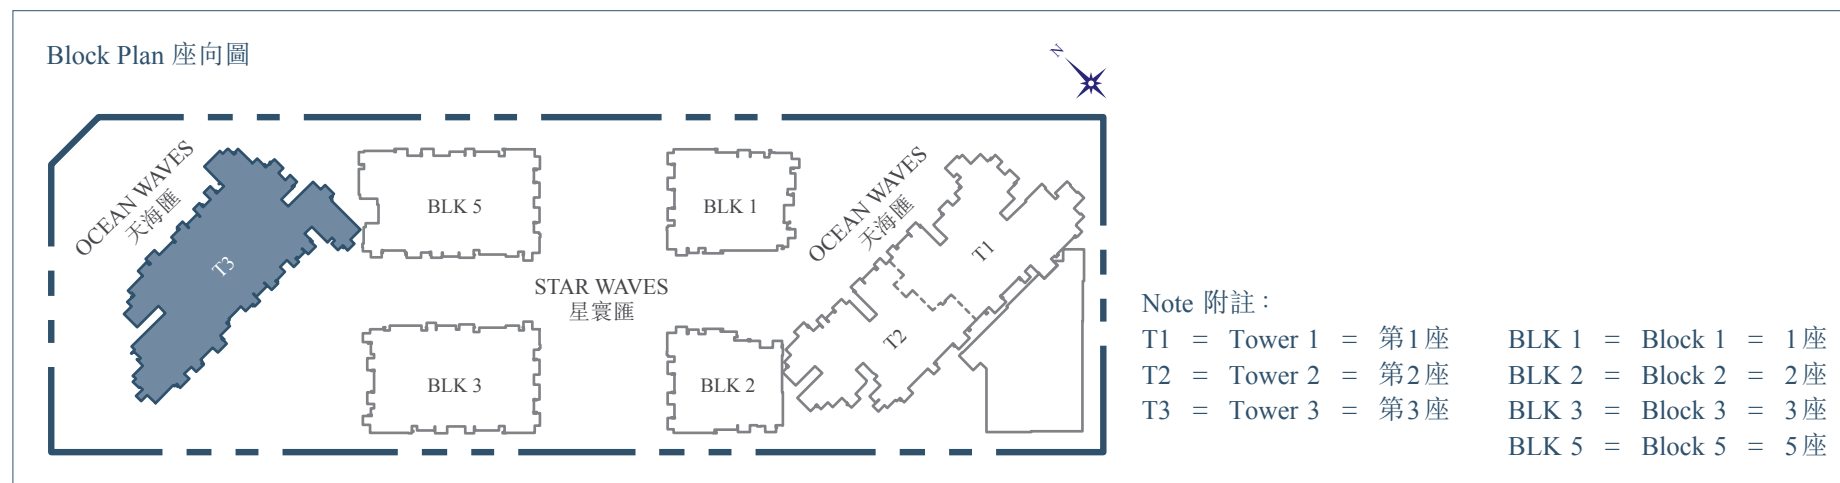 Block Plan 座向圖
N
OCEAN WAVES
天海匯
T3
BLK 5
BLK 1
OCEAN WAVES
天海匯
T1
STAR WAVES
星寰匯
BLK 3
BLK 2
T2
Note 附註：
T1 = Tower 1 = 第1座
T2 = Tower 2 = 第2座
T3 = Tower 3 = 第3座
BLK 1 = Block 1 = 1座
BLK 2 = Block 2 = 2座
BLK 3 = Block 3 = 3座
BLK 5 = Block 5 = 5座